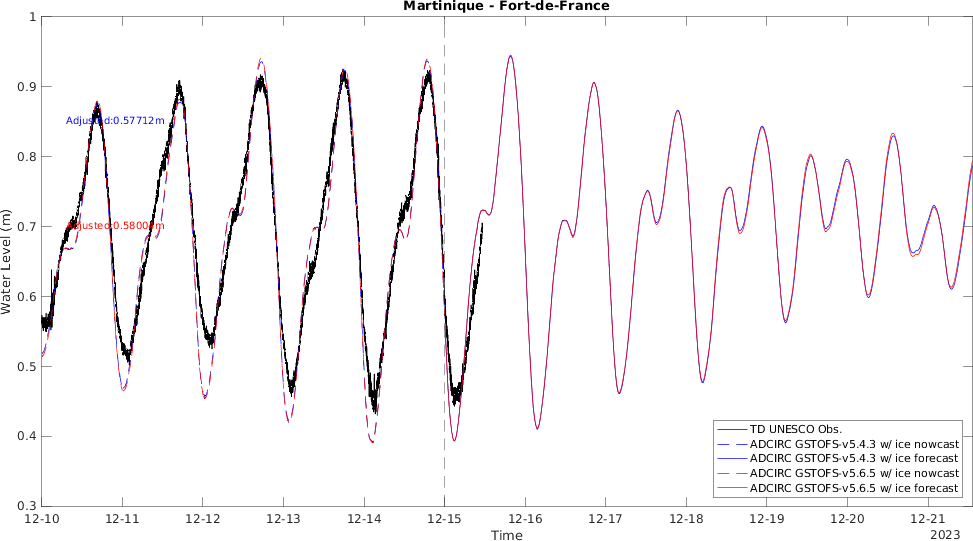 Martinique - Fort-de-France
1
0.9
0.8
0.7
0.6
0.5
0.4
0.3
Water Level (m)
Adjusted:0.57712m
12-10
12-11
12-12
12-13
12-14
12-15
12-16
12-17
12-18
12-19
12-20
12-21
2023
Time
TD UNESCO Obs.
ADCIRC GSTOFS-v5.4.3 w/ ice nowcast
ADCIRC GSTOFS-v5.4.3 w/ ice forecast
ADCIRC GSTOFS-v5.6.5 w/ ice nowcast
ADCIRC GSTOFS-v5.6.5 w/ ice forecast